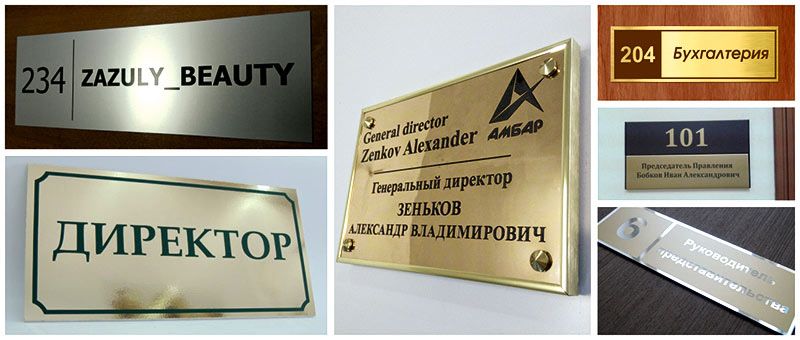 234 ZAZULY_BEAUTY
ДИРЕКТОР
General director
Zenkov Alexander
АМБАР
Генеральный директор
ЗЕНЬКОВ
АЛЕКСАНДР ВЛАДИМИРОВИЧ
204 Бухгалтерия
101
Председатель Правления
Бобков Иван Александрович
6 Руководитель
представительства